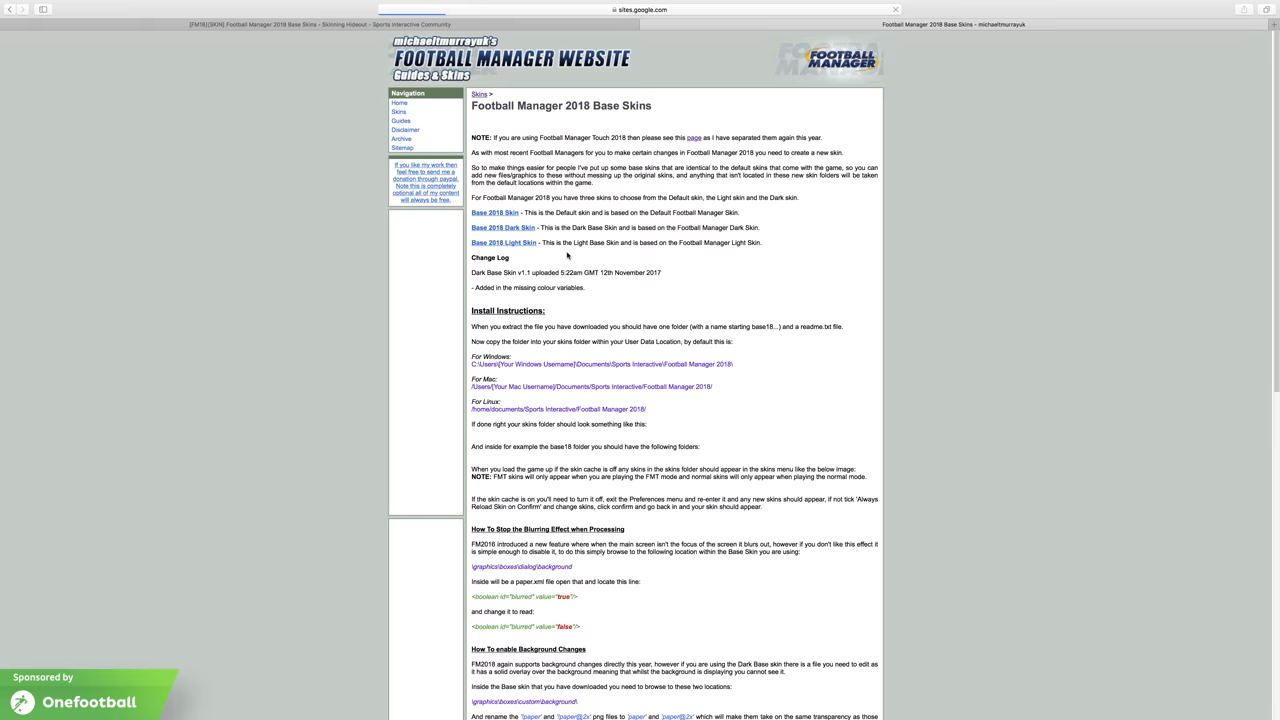 sites.google.com
[FM18][SKIN] Football Manager 2018 Base Skins - Skinning Hideout - Sports Interactive Community
Football Manager 2018 Base Skins - michaeltmurrayuk
michaeltmurrayuk's
FOOTBALL MANAGER WEBSITE
Guides & Skins
FOOTBALL
MANAGER
Navigation
Home
Skins
Guides
Disclaimer
Archive
Sitemap
If you like my work then
feel free to send me a
donation through paypal.
Note this is completely
optional all of my content
will always be free.
Skins >
Football Manager 2018 Base Skins
NOTE: If you are using Football Manager Touch 2018 then please see this page as I have separated them again this year.
As with most recent Football Managers for you to make certain changes in Football Manager 2018 you need to create a new skin.
So to make things easier for people I've put up some base skins that are identical to the default skins that come with the game, so you can
add new files/graphics to these without messing up the original skins, and anything that isn't located in these new skin folders will be taken
from the default locations within the game.
For Football Manager 2018 you have three skins to choose from the Default skin, the Light skin and the Dark skin.
Base 2018 Skin - This is the Default skin and is based on the Default Football Manager Skin.
Base 2018 Dark Skin - This is the Dark Base Skin and is based on the Football Manager Dark Skin.
Base 2018 Light Skin - This is the Light Base Skin and is based on the Football Manager Light Skin.
Change Log
Dark Base Skin v1.1 uploaded 5:22am GMT 12th November 2017
- Added in the missing colour variables.
Install Instructions:
When you extract the file you have downloaded you should have one folder (with a name starting base18...) and a readme.txt file.
Now copy the folder into your skins folder within your User Data Location, by default this is:
For Windows:
C:\Users\[Your Windows Username]\Documents\Sports Interactive\Football Manager 2018\
For Mac:
/Users/[Your Mac Username]/Documents/Sports Interactive/Football Manager 2018/
For Linux:
/home/documents/Sports Interactive/Football Manager 2018/
If done right your skins folder should look something like this:
And inside for example the base18 folder you should have the following folders:
When you load the game up if the skin cache is off any skins in the skins folder should appear in the skins menu like the below image:
NOTE: FMT skins will only appear when you are playing the FMT mode and normal skins will only appear when playing the normal mode.
If the skin cache is on you'll need to turn it off, exit the Preferences menu and re-enter it and any new skins should appear, if not tick 'Always
Reload Skin on Confirm' and change skins, click confirm and go back in and your skin should appear.
How To Stop the Blurring Effect when Processing
FM2016 introduced a new feature where when the main screen isn't the focus of the screen it blurs out, however if you don't like this effect it
is simple enough to disable it, to do this simply browse to the following location within the Base Skin you are using:
\graphics\boxes\dialog\background
Inside will be a paper.xml file open that and locate this line:
<boolean id="blurred" value="true"/>
and change it to read:
<boolean id="blurred" value="false"/>
How To enable Background Changes
FM2018 again supports background changes directly this year, however if you are using the Dark Base skin there is a file you need to edit as
it has a solid overlay over the background meaning that whilst the background is displaying you cannot see it.
Inside the Base skin that you have downloaded you need to browse to these two locations:
\graphics\boxes\custom\background\
And rename the '!paper' and '!paper@2x' png files to 'paper' and 'paper@2x' which will make them take on the same transparency as those
Sponsored by
Onefootball